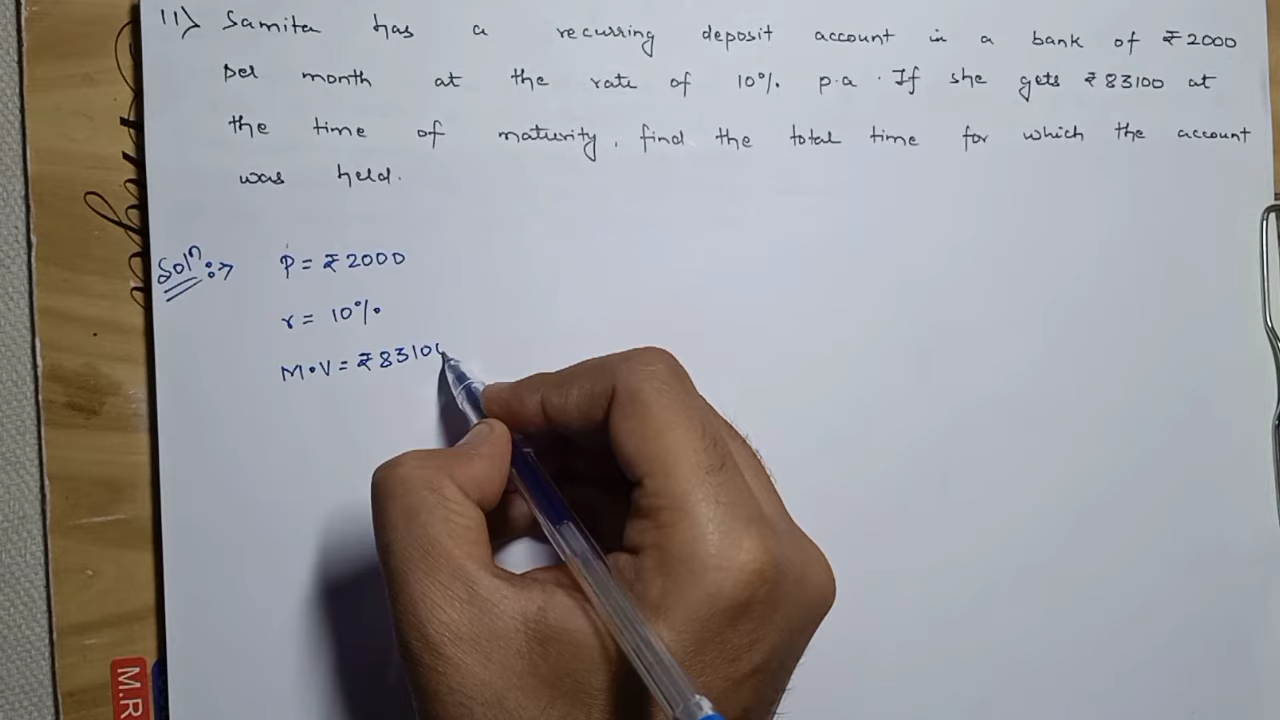 11) Samita has a recurring deposit account in a bank of ₹2000
per month at the rate of 10% p.a. If she gets ₹83100 at
the time of maturity, find the total time for which the account
was held.
Soln :→ P = ₹2000
r = 10%
M.V = ₹8310
M.R